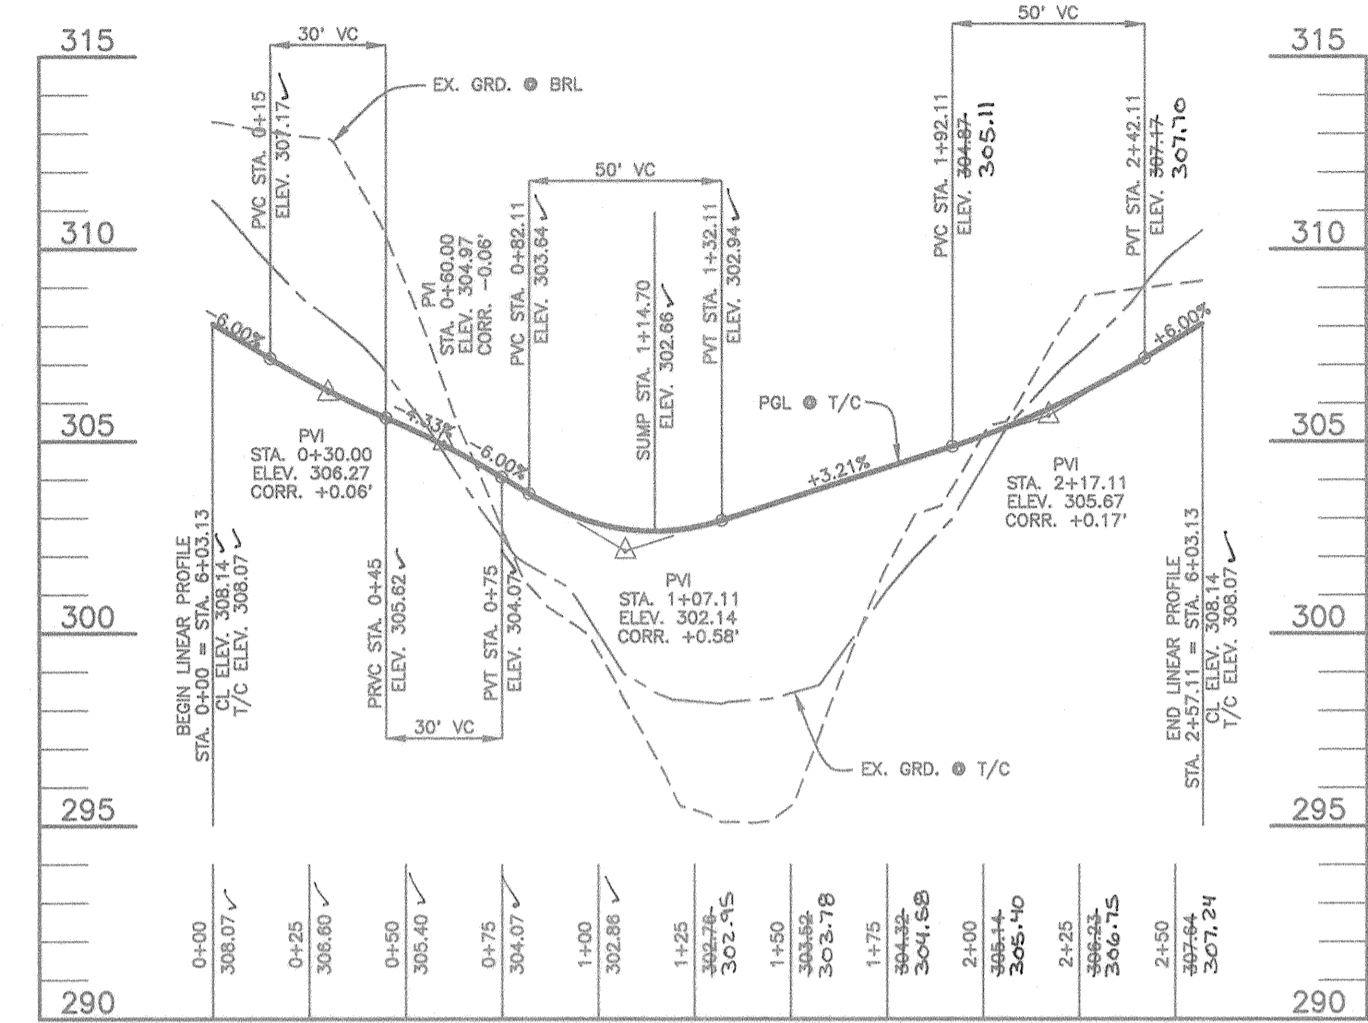 315
315
30' VC
50' VC
EX. GRD. @ BRL
PVC STA. 0+15
ELEV. 307.17 ✓
50' VC
PVC STA. 1+92.11
ELEV. 304.87
305.11
PVT STA. 2+42.11
ELEV. 307.17
307.70
310
310
PVI
STA. 0+60.00
ELEV. 304.97
CORR. -0.06'
PVC STA. 0+82.11
ELEV. 303.64 ✓
SUMP STA. 1+14.70
ELEV. 302.66 ✓
PVT STA. 1+32.11
ELEV. 302.94 ✓
-6.00%
-4.33%
-6.00%
PGL @ T/C
+3.21%
+6.00%
305
305
PVI
STA. 0+30.00
ELEV. 306.27
CORR. +0.06'
PVI
STA. 2+17.11
ELEV. 305.67
CORR. +0.17'
BEGIN LINEAR PROFILE
STA. 0+00 = STA. 6+03.13
CL ELEV. 308.14 ✓
T/C ELEV. 308.07 ✓
PRVC STA. 0+45
ELEV. 305.62 ✓
PVT STA. 0+75
ELEV. 304.07 ✓
PVI
STA. 1+07.11
ELEV. 302.14
CORR. +0.58'
END LINEAR PROFILE
STA. 2+57.11 = STA. 6+03.13
CL ELEV. 308.14
T/C ELEV. 308.07 ✓
300
300
30' VC
EX. GRD. @ T/C
295
295
0+00
308.07 ✓
0+25
306.60 ✓
0+50
305.40 ✓
0+75
304.07 ✓
1+00
302.86 ✓
1+25
302.76
302.95
1+50
303.52
303.78
1+75
304.32
304.58
2+00
305.14
305.40
2+25
306.23
306.75
2+50
307.64
307.24
290
290